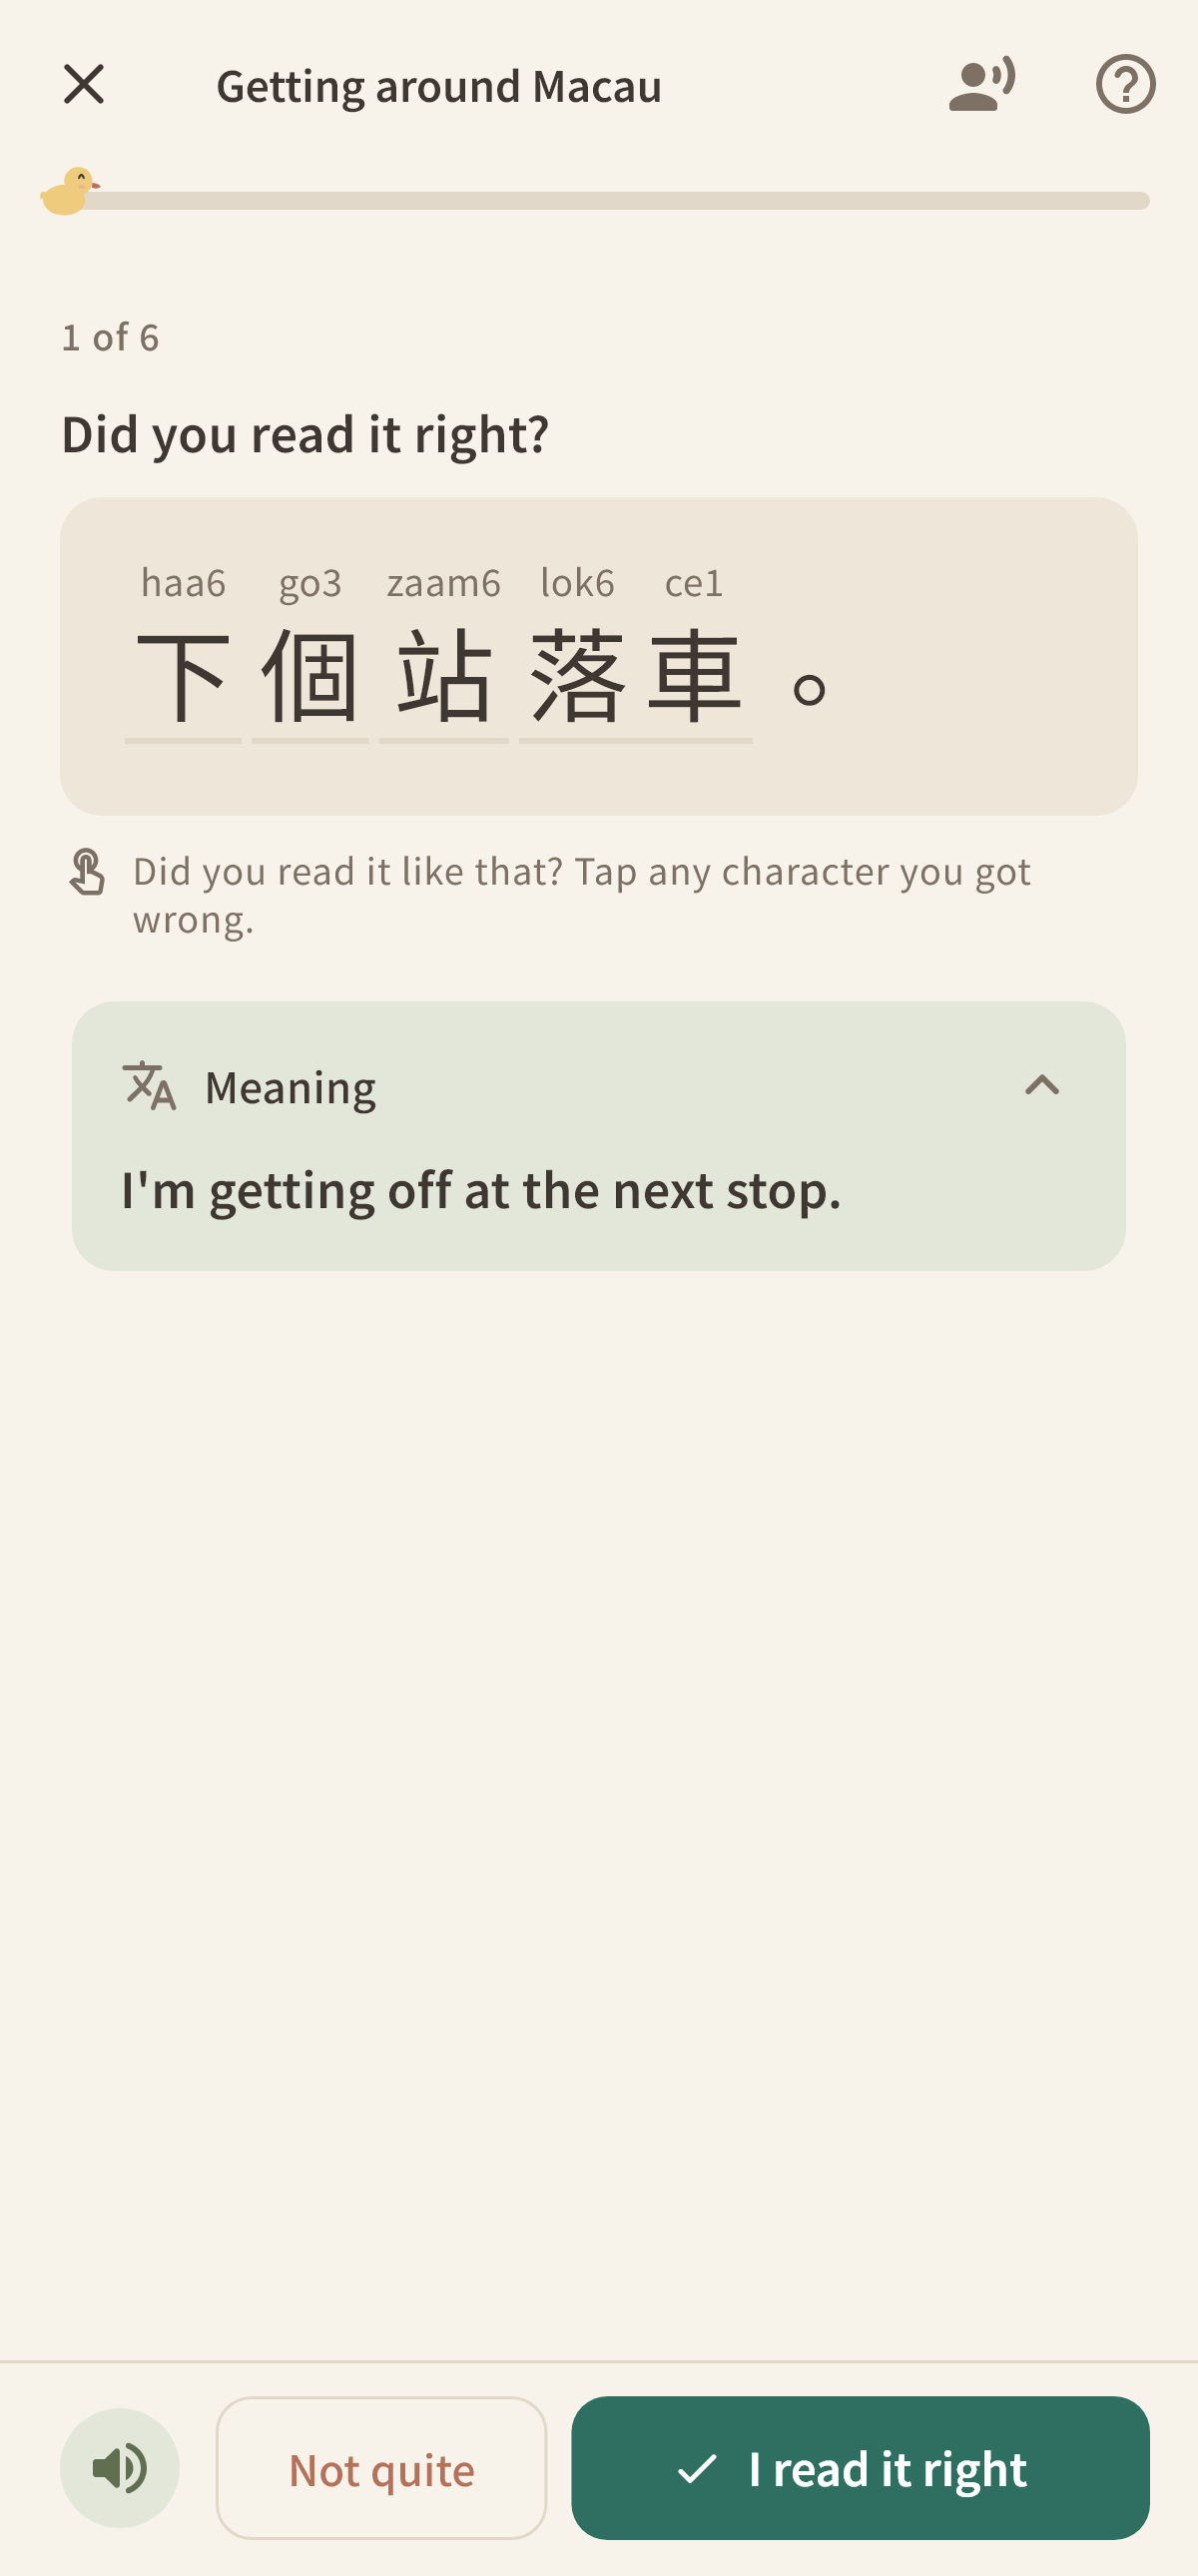 Getting around Macau
1 of 6
Did you read it right?
haa6 go3 zaam6 lok6 ce1
下個站落車。
Did you read it like that? Tap any character you got
wrong.
Meaning
I'm getting off at the next stop.
Not quite
I read it right